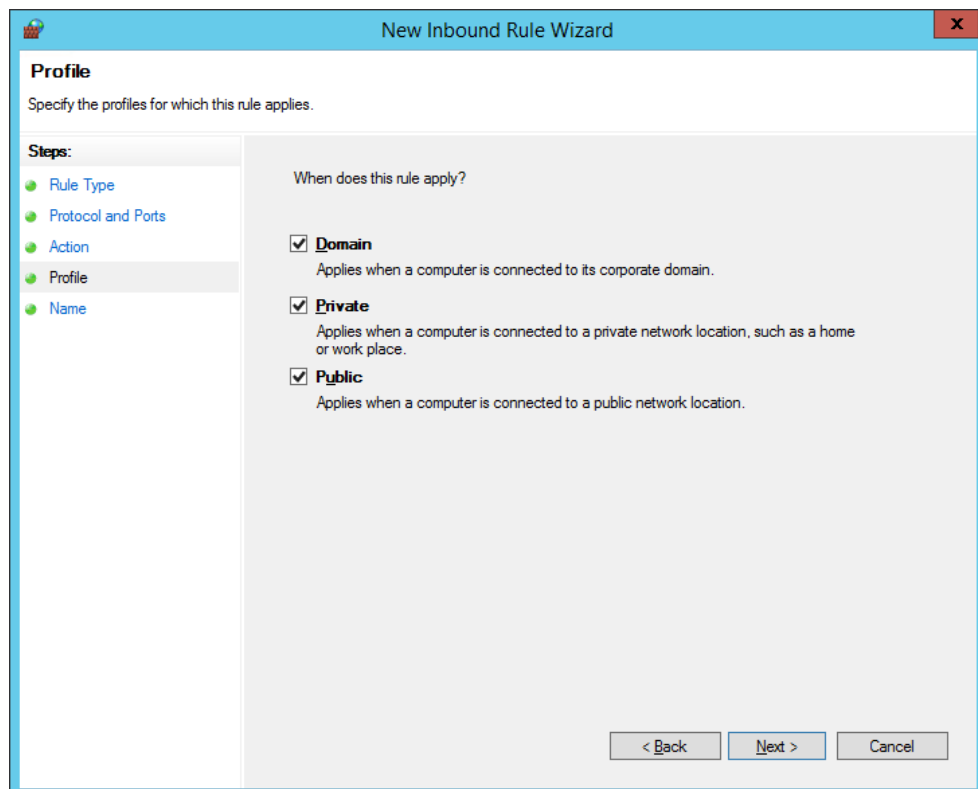 New Inbound Rule Wizard
x
Profile
Specify the profiles for which this rule applies.
Steps:
Rule Type
Protocol and Ports
Action
Profile
Name
When does this rule apply?
Domain
Applies when a computer is connected to its corporate domain.
Private
Applies when a computer is connected to a private network location, such as a home
or work place.
Public
Applies when a computer is connected to a public network location.
< Back
Next >
Cancel